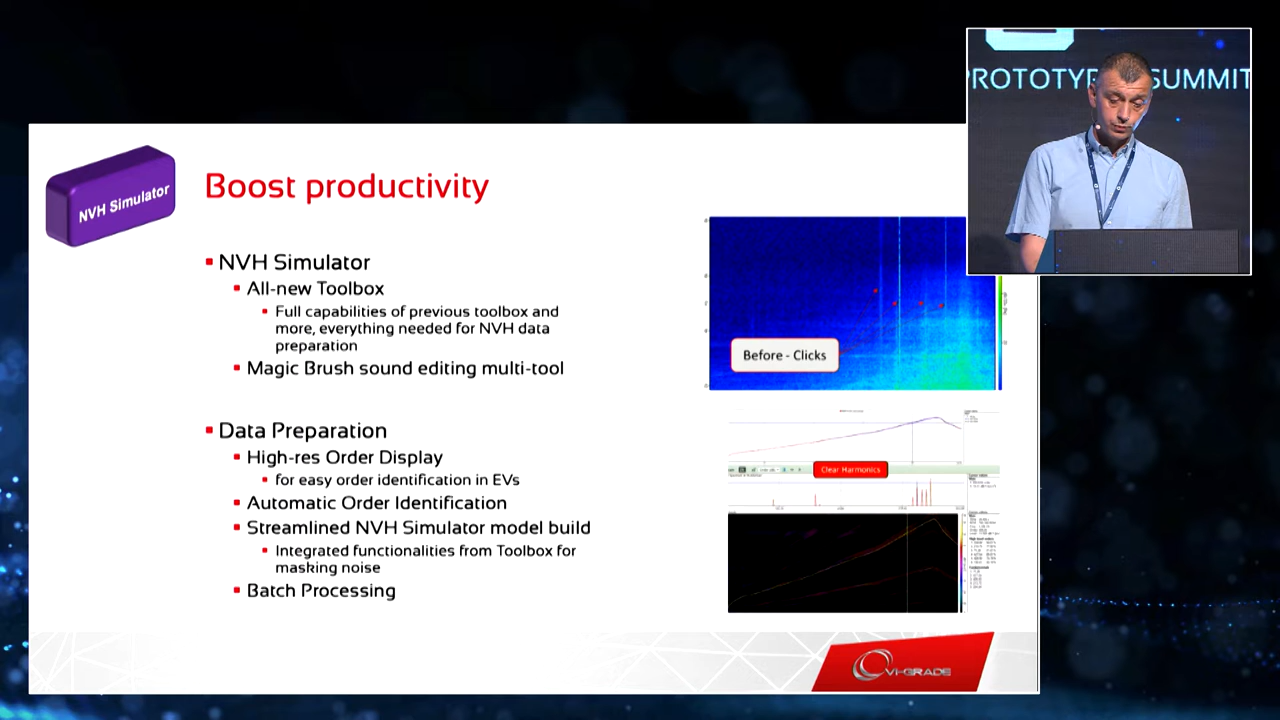 PROTOTYP SUMMIT
NVH Simulator
Boost productivity
NVH Simulator
All-new Toolbox
Full capabilities of previous toolbox and
more, everything needed for NVH data
preparation
Magic Brush sound editing multi-tool
Before - Clicks
Data Preparation
High-res Order Display
for easy order identification in EVs
Automatic Order Identification
Streamlined NVH Simulator model build
Integrated functionalities from Toolbox for
masking noise
Batch Processing
Clear Harmonics
VI-GRADE